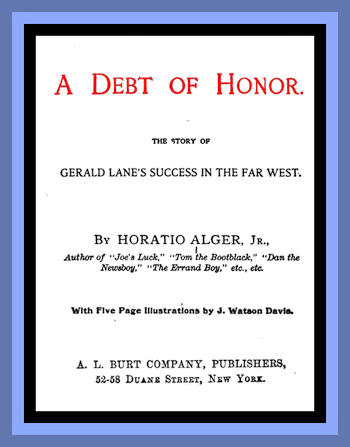 A DEBT OF HONOR.
THE STORY OF
GERALD LANE'S SUCCESS IN THE FAR WEST.
BY HORATIO ALGER, JR.,
Author of "Joe's Luck," "Tom the Bootblack," "Dan the
Newsboy," "The Errand Boy," etc., etc.
With Five Page Illustrations by J. Watson Davis.
A. L. BURT COMPANY, PUBLISHERS,
52-58 DUANE STREET, NEW YORK.